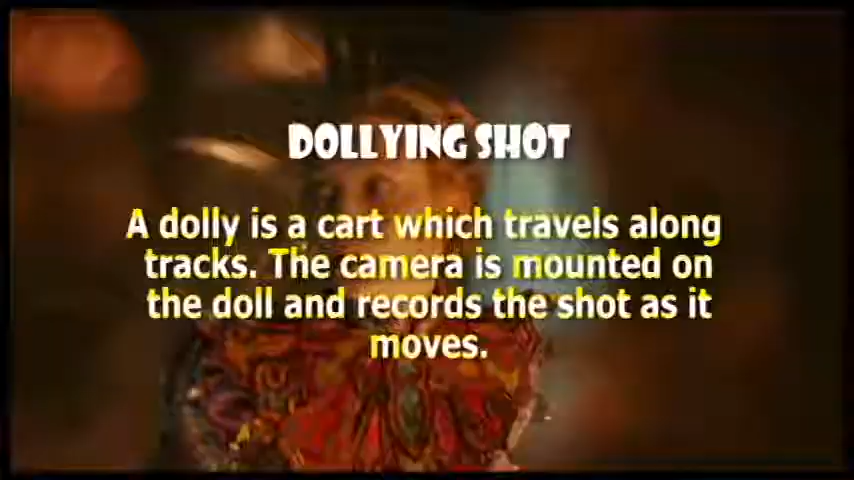 DOLLYING SHOT
A dolly is a cart which travels along
tracks. The camera is mounted on
the doll and records the shot as it
moves.